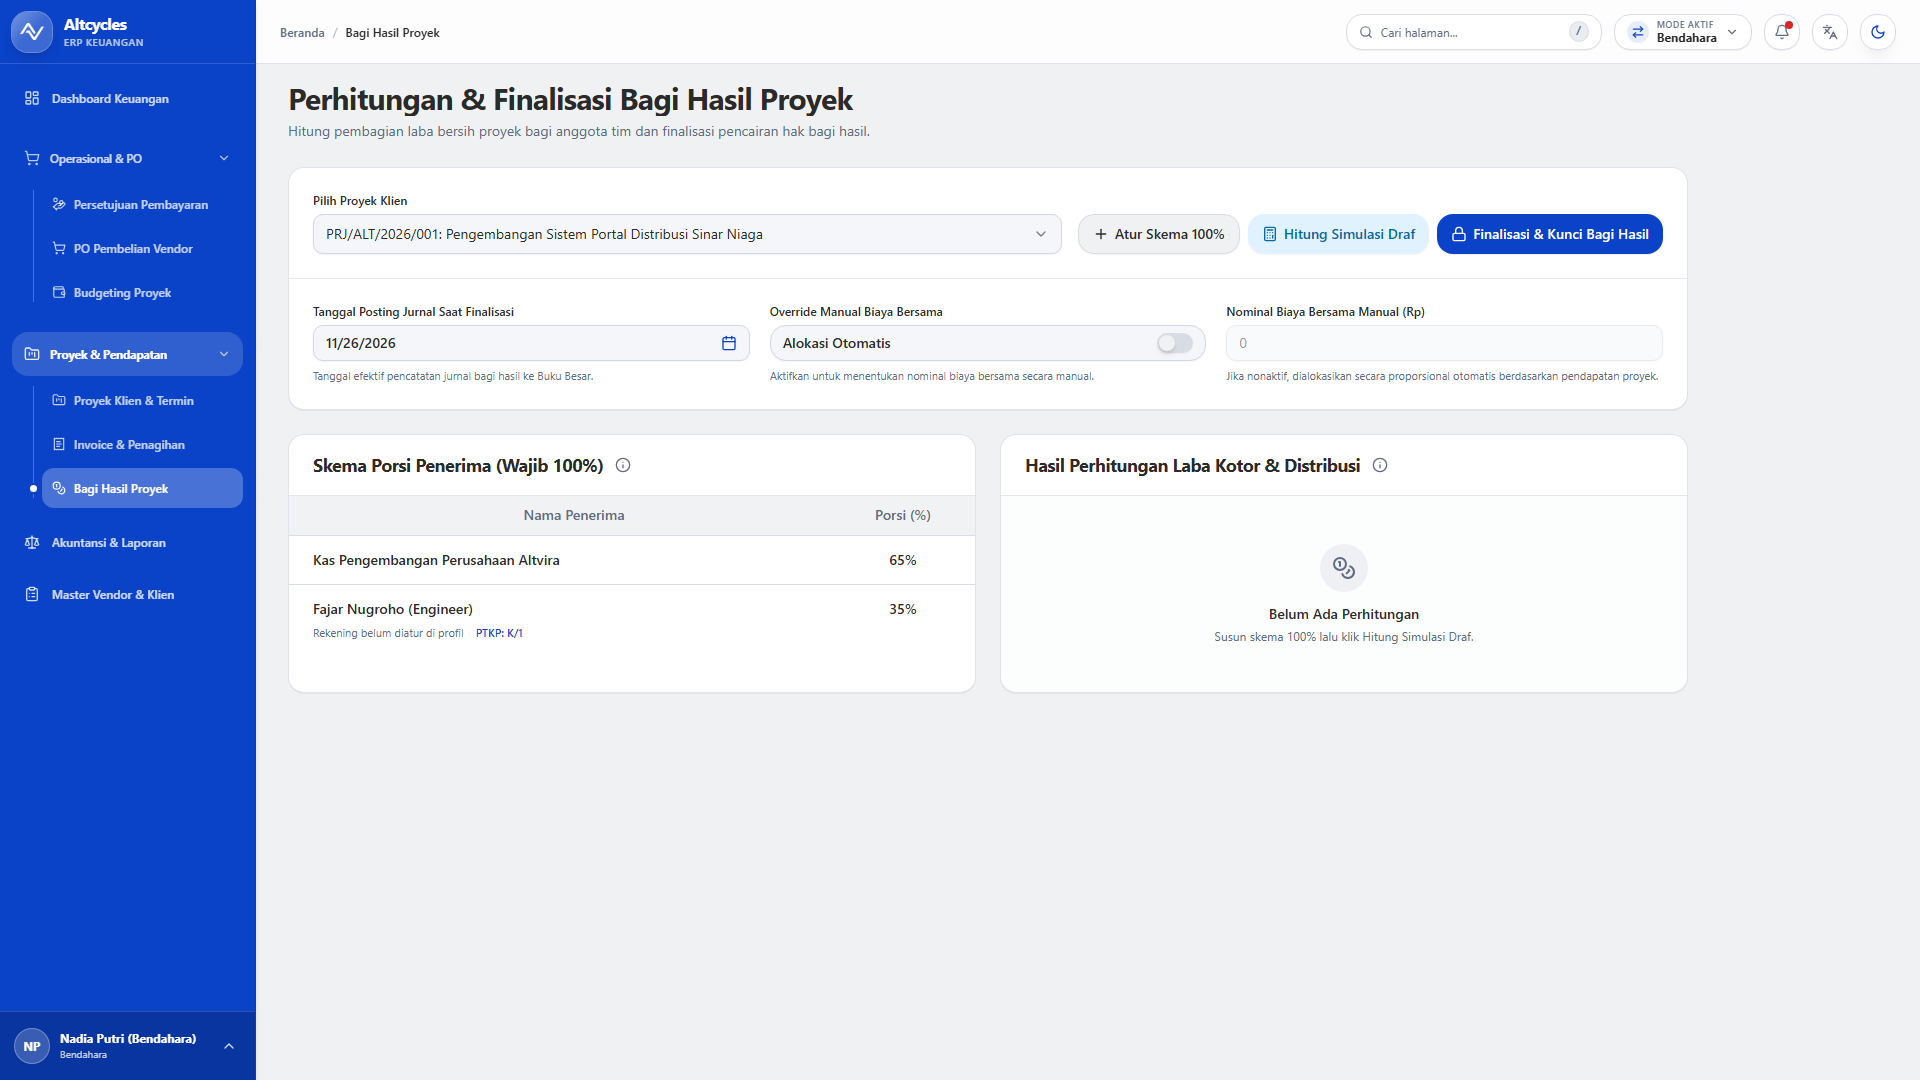 Altcycles
ERP KEUANGAN
Dashboard Keuangan
Operasional & PO
Persetujuan Pembayaran
PO Pembelian Vendor
Budgeting Proyek
Proyek & Pendapatan
Proyek Klien & Termin
Invoice & Penagihan
Bagi Hasil Proyek
Akuntansi & Laporan
Master Vendor & Klien
NP
Nadia Putri (Bendahara)
Bendahara
Beranda / Bagi Hasil Proyek
Cari halaman... /
MODE AKTIF
Bendahara
Perhitungan & Finalisasi Bagi Hasil Proyek
Hitung pembagian laba bersih proyek bagi anggota tim dan finalisasi pencairan hak bagi hasil.
Pilih Proyek Klien
PRJ/ALT/2026/001: Pengembangan Sistem Portal Distribusi Sinar Niaga
Atur Skema 100%
Hitung Simulasi Draf
Finalisasi & Kunci Bagi Hasil
Tanggal Posting Jurnal Saat Finalisasi
11/26/2026
Tanggal efektif pencatatan jurnal bagi hasil ke Buku Besar.
Override Manual Biaya Bersama
Alokasi Otomatis
Aktifkan untuk menentukan nominal biaya bersama secara manual.
Nominal Biaya Bersama Manual (Rp)
0
Jika nonaktif, dialokasikan secara proporsional otomatis berdasarkan pendapatan proyek.
Skema Porsi Penerima (Wajib 100%)
Nama Penerima Porsi (%)
Kas Pengembangan Perusahaan Altvira 65%
Fajar Nugroho (Engineer) 35%
Rekening belum diatur di profil PTKP: K/1
Hasil Perhitungan Laba Kotor & Distribusi
Belum Ada Perhitungan
Susun skema 100% lalu klik Hitung Simulasi Draf.